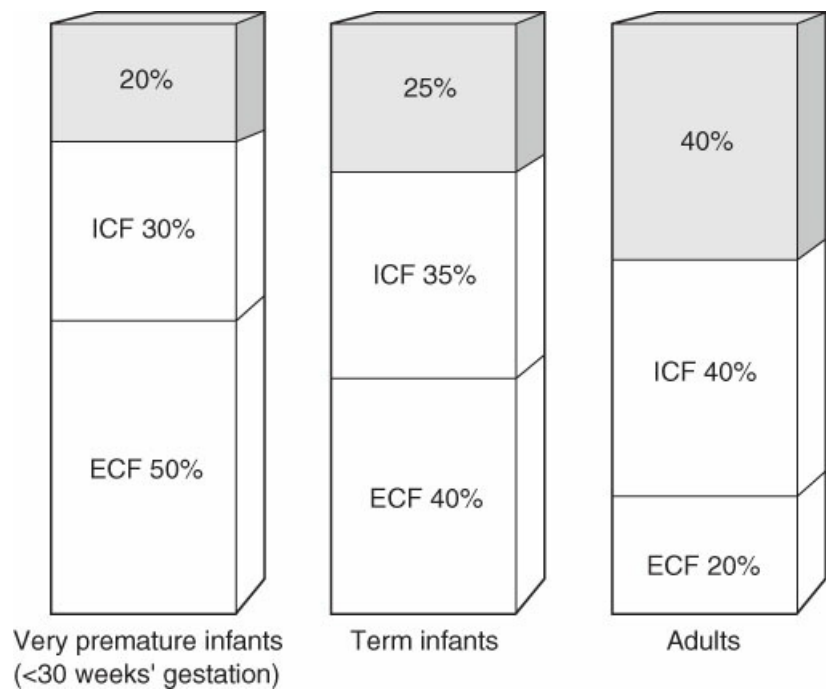 20%
ICF 30%
ECF 50%
Very premature infants
(<30 weeks' gestation)
25%
ICF 35%
ECF 40%
Term infants
40%
ICF 40%
ECF 20%
Adults